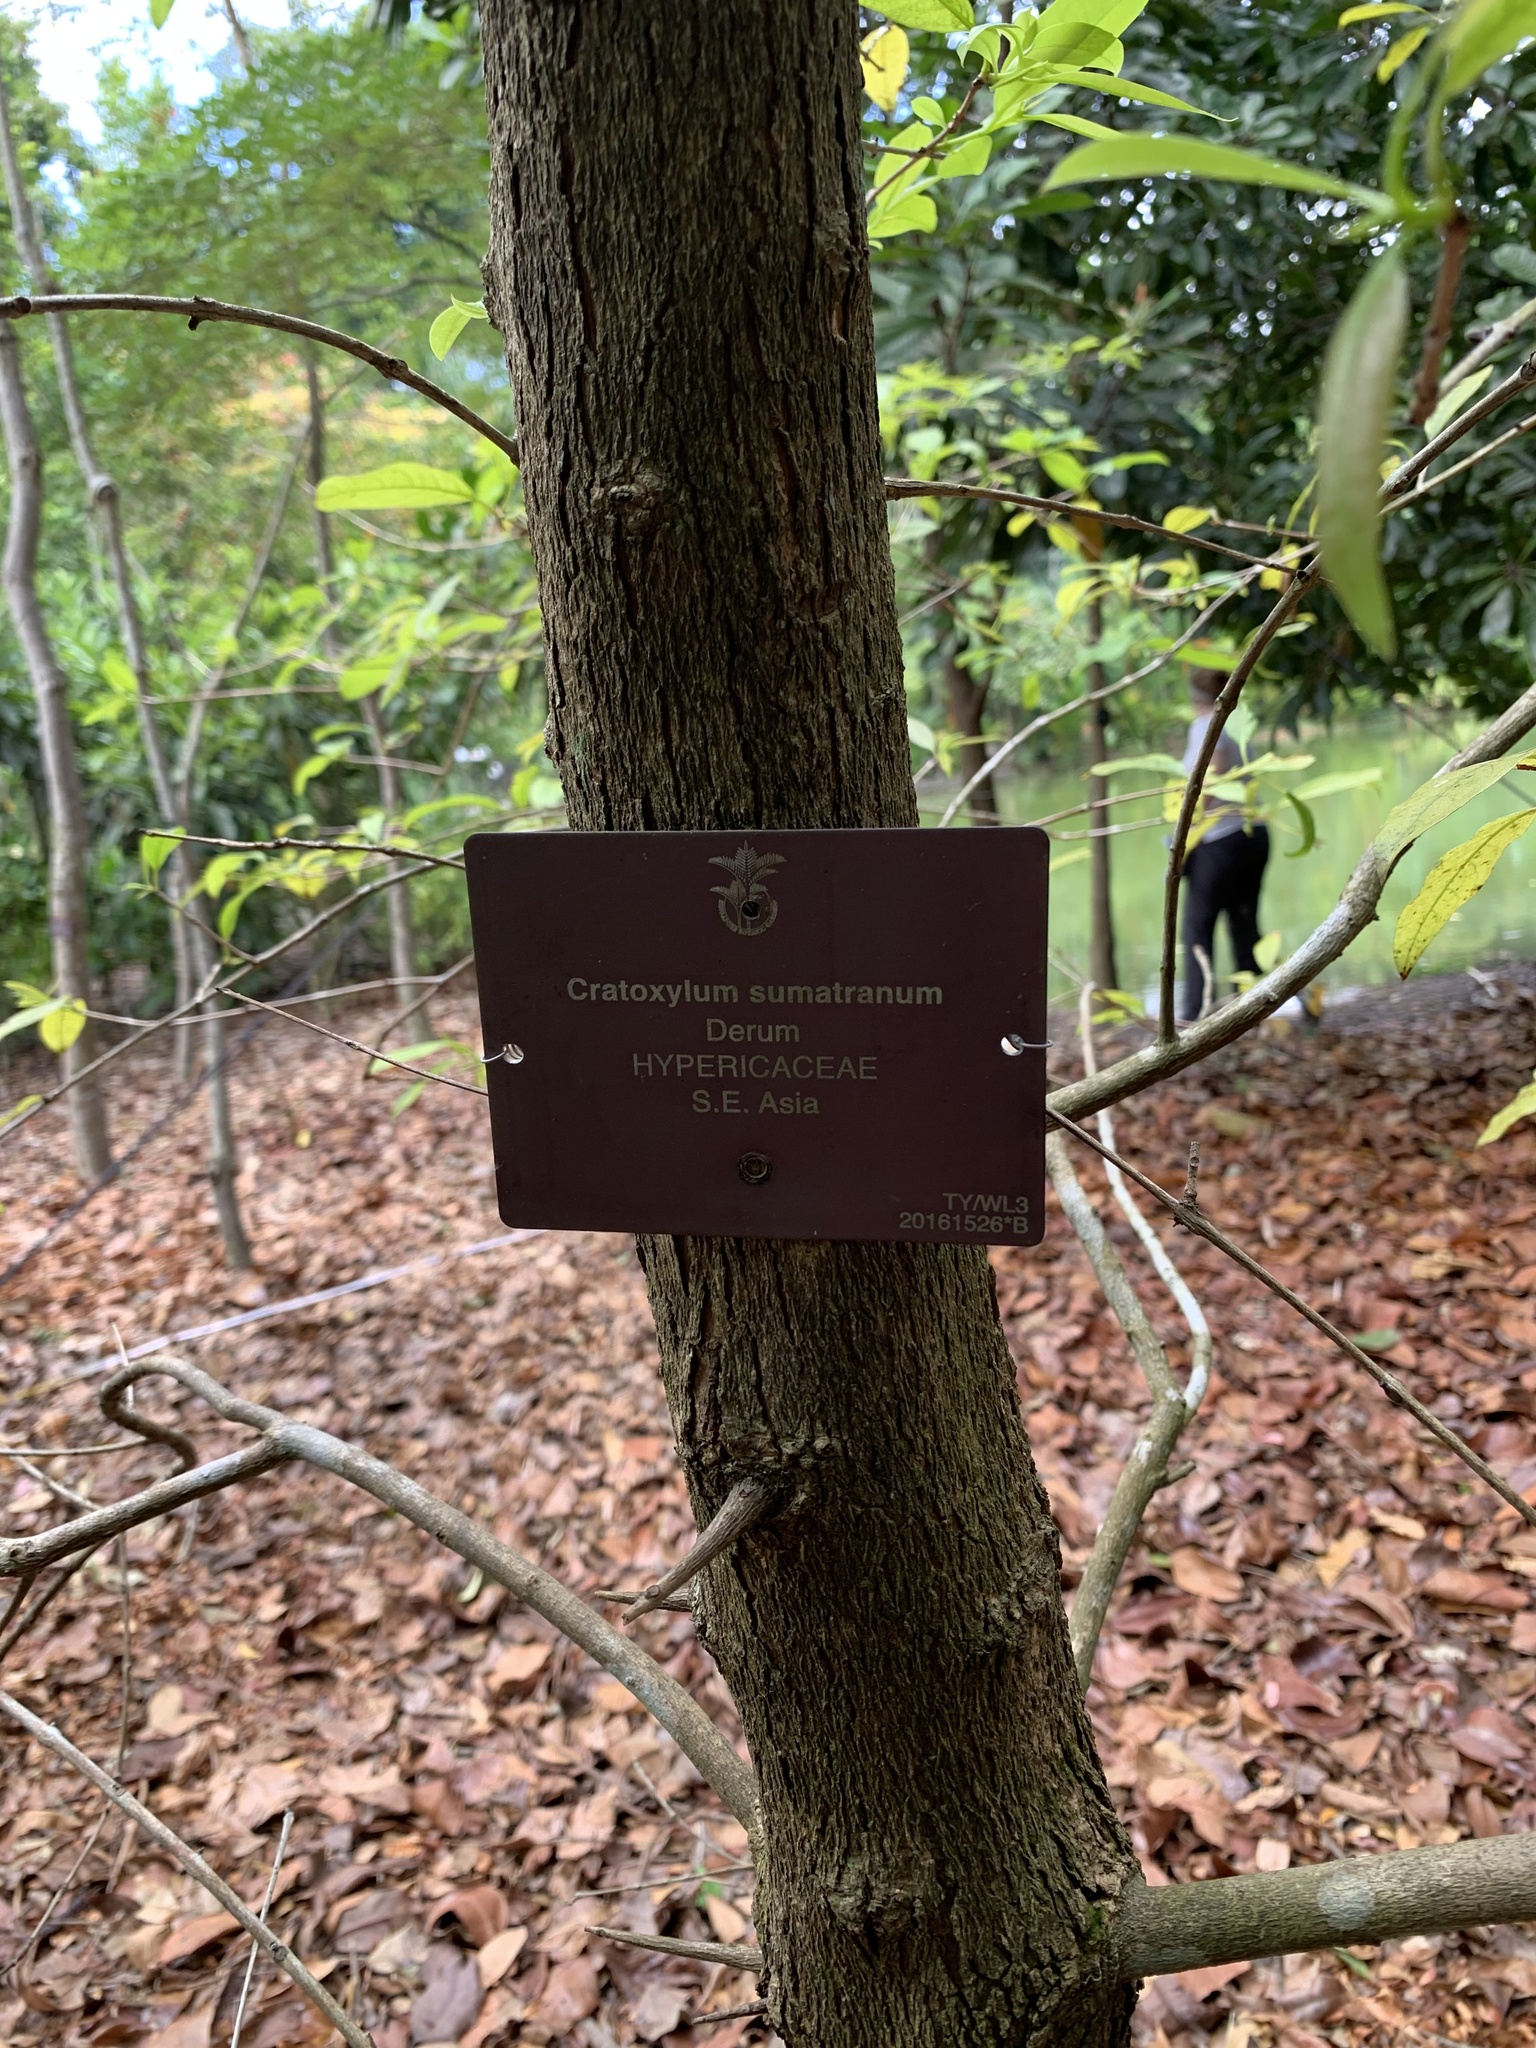 Cratoxylum sumatranum
Derum
HYPERICACEAE
S.E. Asia
TY/WL3
20161526*B